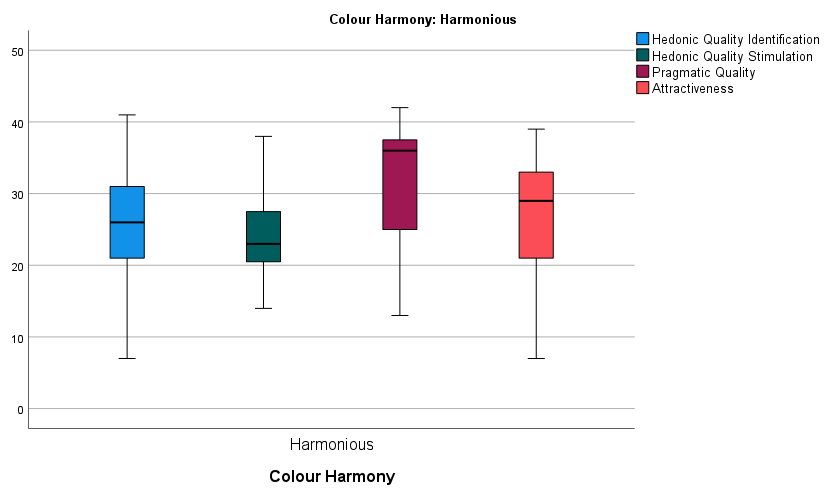 Colour Harmony: Harmonious
Hedonic Quality Identification
Hedonic Quality Stimulation
Pragmatic Quality
Attractiveness
50
40
30
20
10
0
Harmonious
Colour Harmony